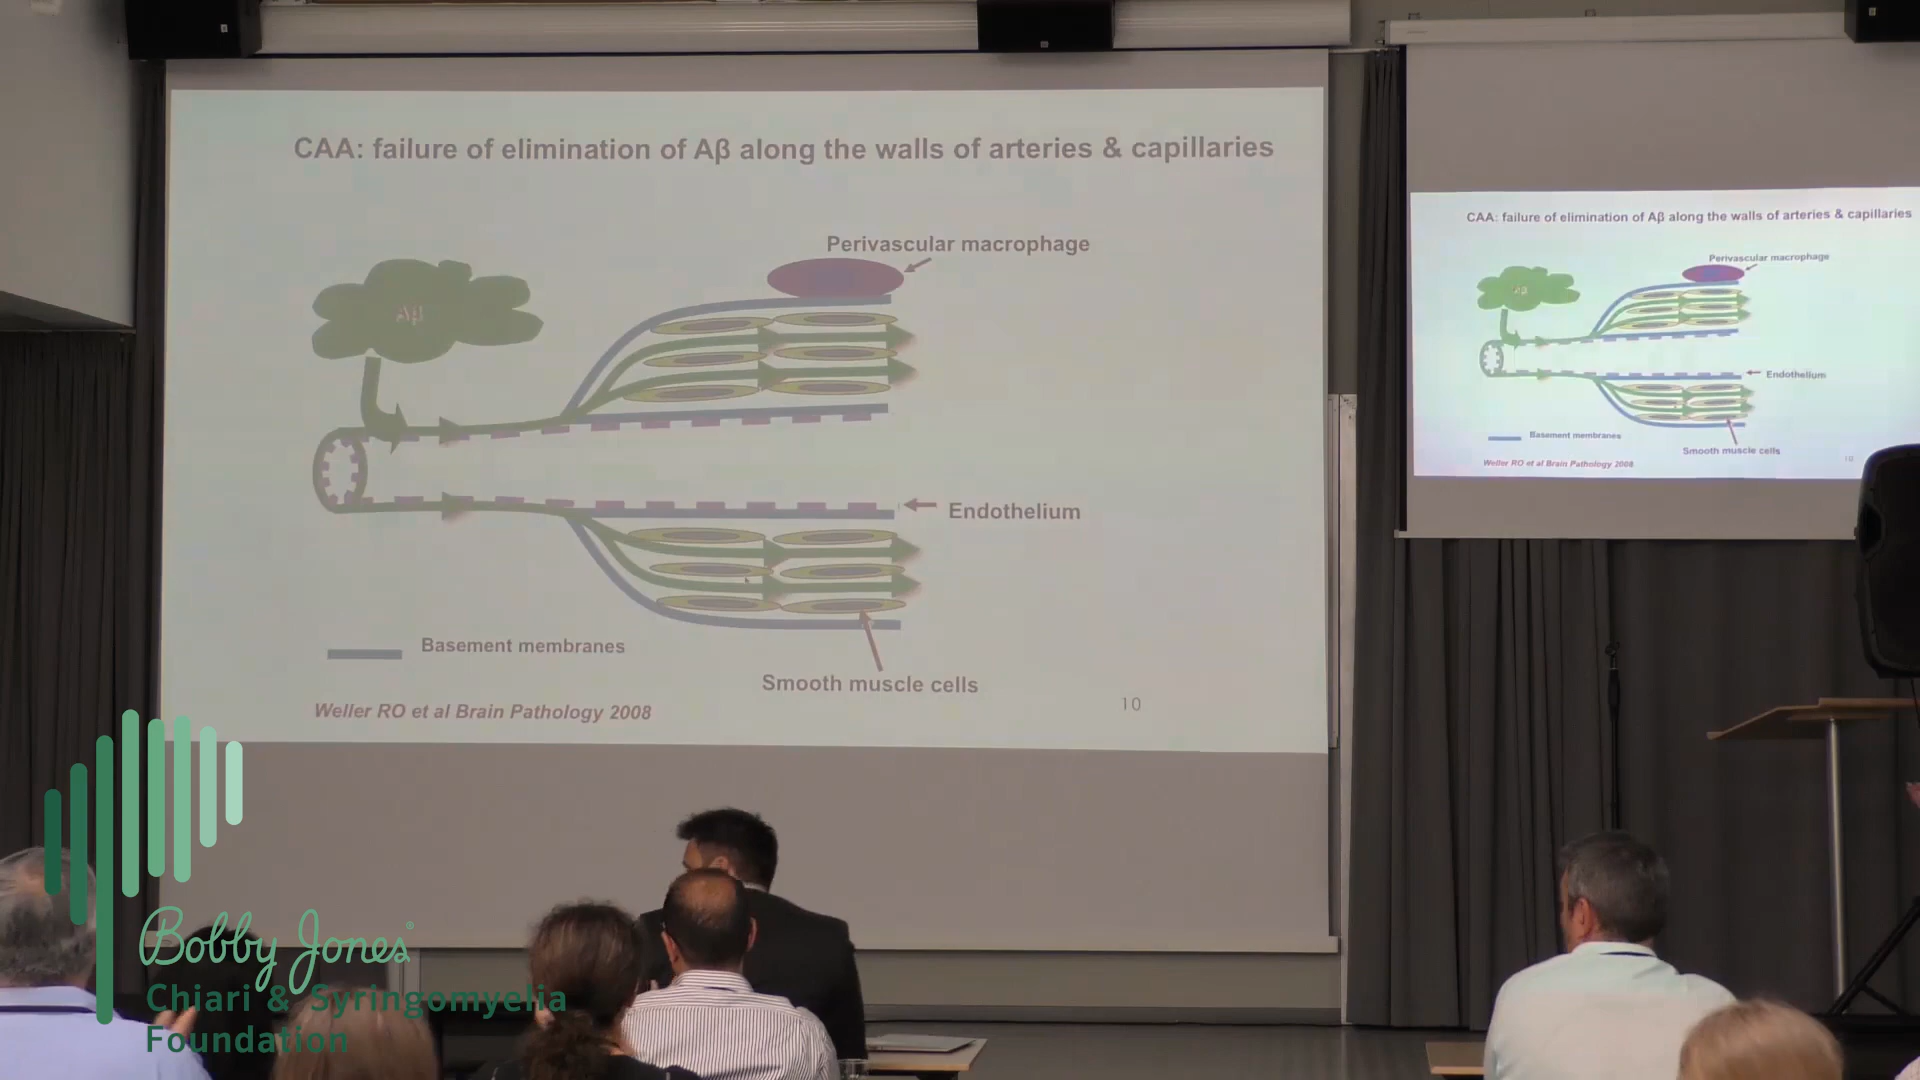 CAA: failure of elimination of Aβ along the walls of arteries & capillaries
Perivascular macrophage
Aβ
Endothelium
Basement membranes
Smooth muscle cells
Weller RO et al Brain Pathology 2008
10
CAA: failure of elimination of Aβ along the walls of arteries & capillaries
Perivascular macrophage
Aβ
Endothelium
Basement membranes
Smooth muscle cells
Weller RO et al Brain Pathology 2008
10
Bobby Jones®
Chiari & Syringomyelia
Foundation